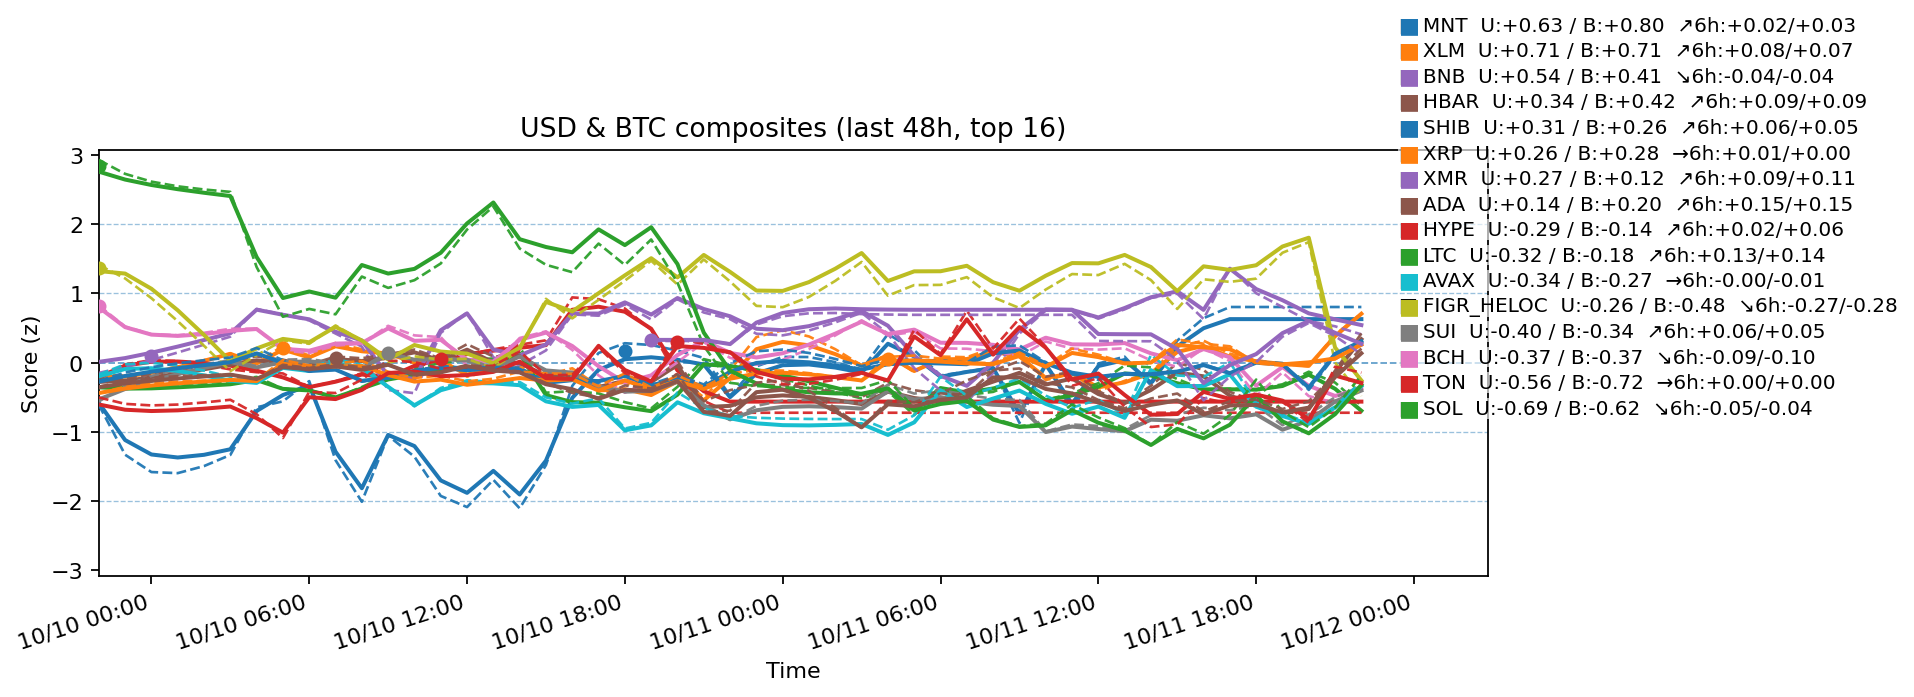 MNT U:+0.63 / B:+0.80 ↗6h:+0.02/+0.03
XLM U:+0.71 / B:+0.71 ↗6h:+0.08/+0.07
BNB U:+0.54 / B:+0.41 ↘6h:-0.04/-0.04
HBAR U:+0.34 / B:+0.42 ↗6h:+0.09/+0.09
SHIB U:+0.31 / B:+0.26 ↗6h:+0.06/+0.05
XRP U:+0.26 / B:+0.28 →6h:+0.01/+0.00
XMR U:+0.27 / B:+0.12 ↗6h:+0.09/+0.11
ADA U:+0.14 / B:+0.20 ↗6h:+0.15/+0.15
HYPE U:-0.29 / B:-0.14 ↗6h:+0.02/+0.06
LTC U:-0.32 / B:-0.18 ↗6h:+0.13/+0.14
AVAX U:-0.34 / B:-0.27 →6h:-0.00/-0.01
FIGR_HELOC U:-0.26 / B:-0.48 ↘6h:-0.27/-0.28
SUI U:-0.40 / B:-0.34 ↗6h:+0.06/+0.05
BCH U:-0.37 / B:-0.37 ↘6h:-0.09/-0.10
TON U:-0.56 / B:-0.72 →6h:+0.00/+0.00
SOL U:-0.69 / B:-0.62 ↘6h:-0.05/-0.04
USD & BTC composites (last 48h, top 16)
Score (z)
3
2
1
0
−1
−2
−3
10/10 00:00
10/10 06:00
10/10 12:00
10/10 18:00
10/11 00:00
10/11 06:00
10/11 12:00
10/11 18:00
10/12 00:00
Time